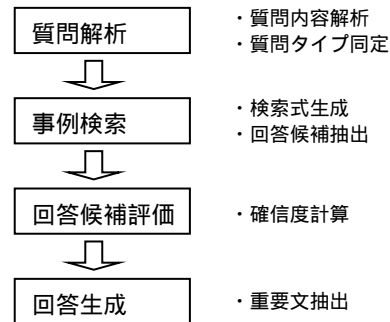 質問解析
・質問内容解析
・質問タイプ同定
事例検索
・検索式生成
・回答候補抽出
回答候補評価
・確信度計算
回答生成
・重要文抽出